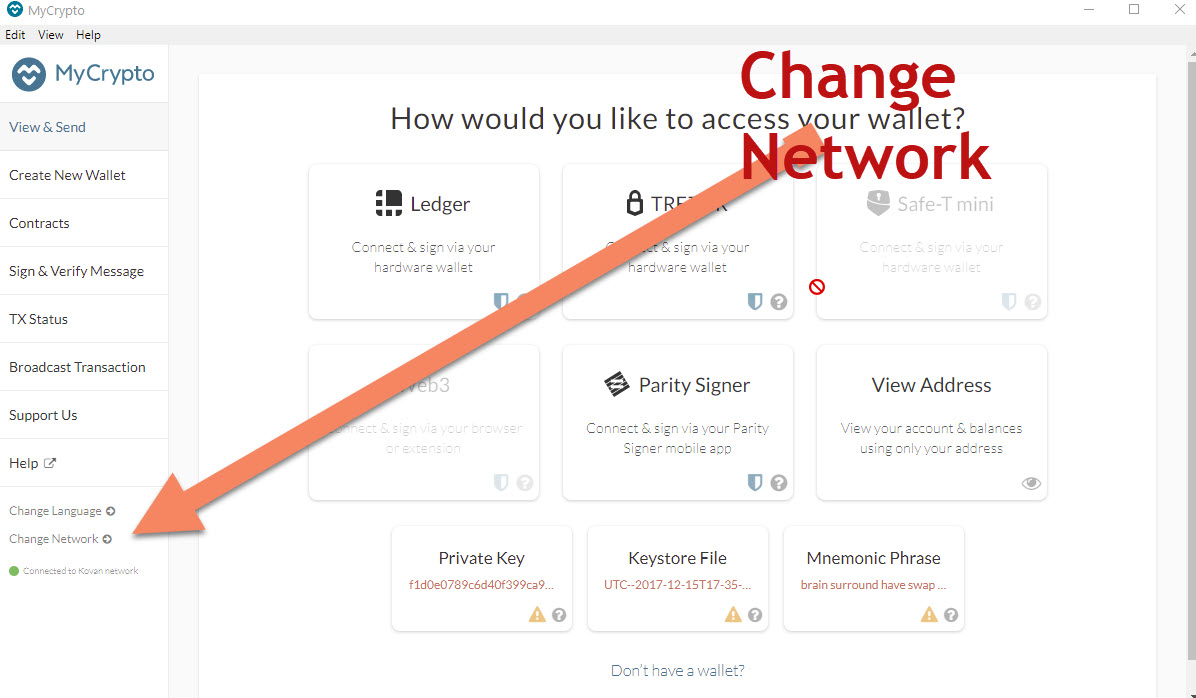 MyCrypto
Edit View Help
MyCrypto
View & Send
Create New Wallet
Contracts
Sign & Verify Message
TX Status
Broadcast Transaction
Support Us
Help
Change Language
Change Network
Connected to Kovan network
Change
Network
How would you like to access your wallet?
Ledger
Connect & sign via your
hardware wallet
Connect & sign via your
hardware wallet
Safe-T mini
Connect & sign via your
hardware wallet
Connect & sign via your browser
or extension
Parity Signer
Connect & sign via your Parity
Signer mobile app
View Address
View your account & balances
using only your address
Private Key
f1d0e0789c6d40f399ca9...
Keystore File
UTC--2017-12-15T17-35-...
Mnemonic Phrase
brain surround have swap ...
Don't have a wallet?